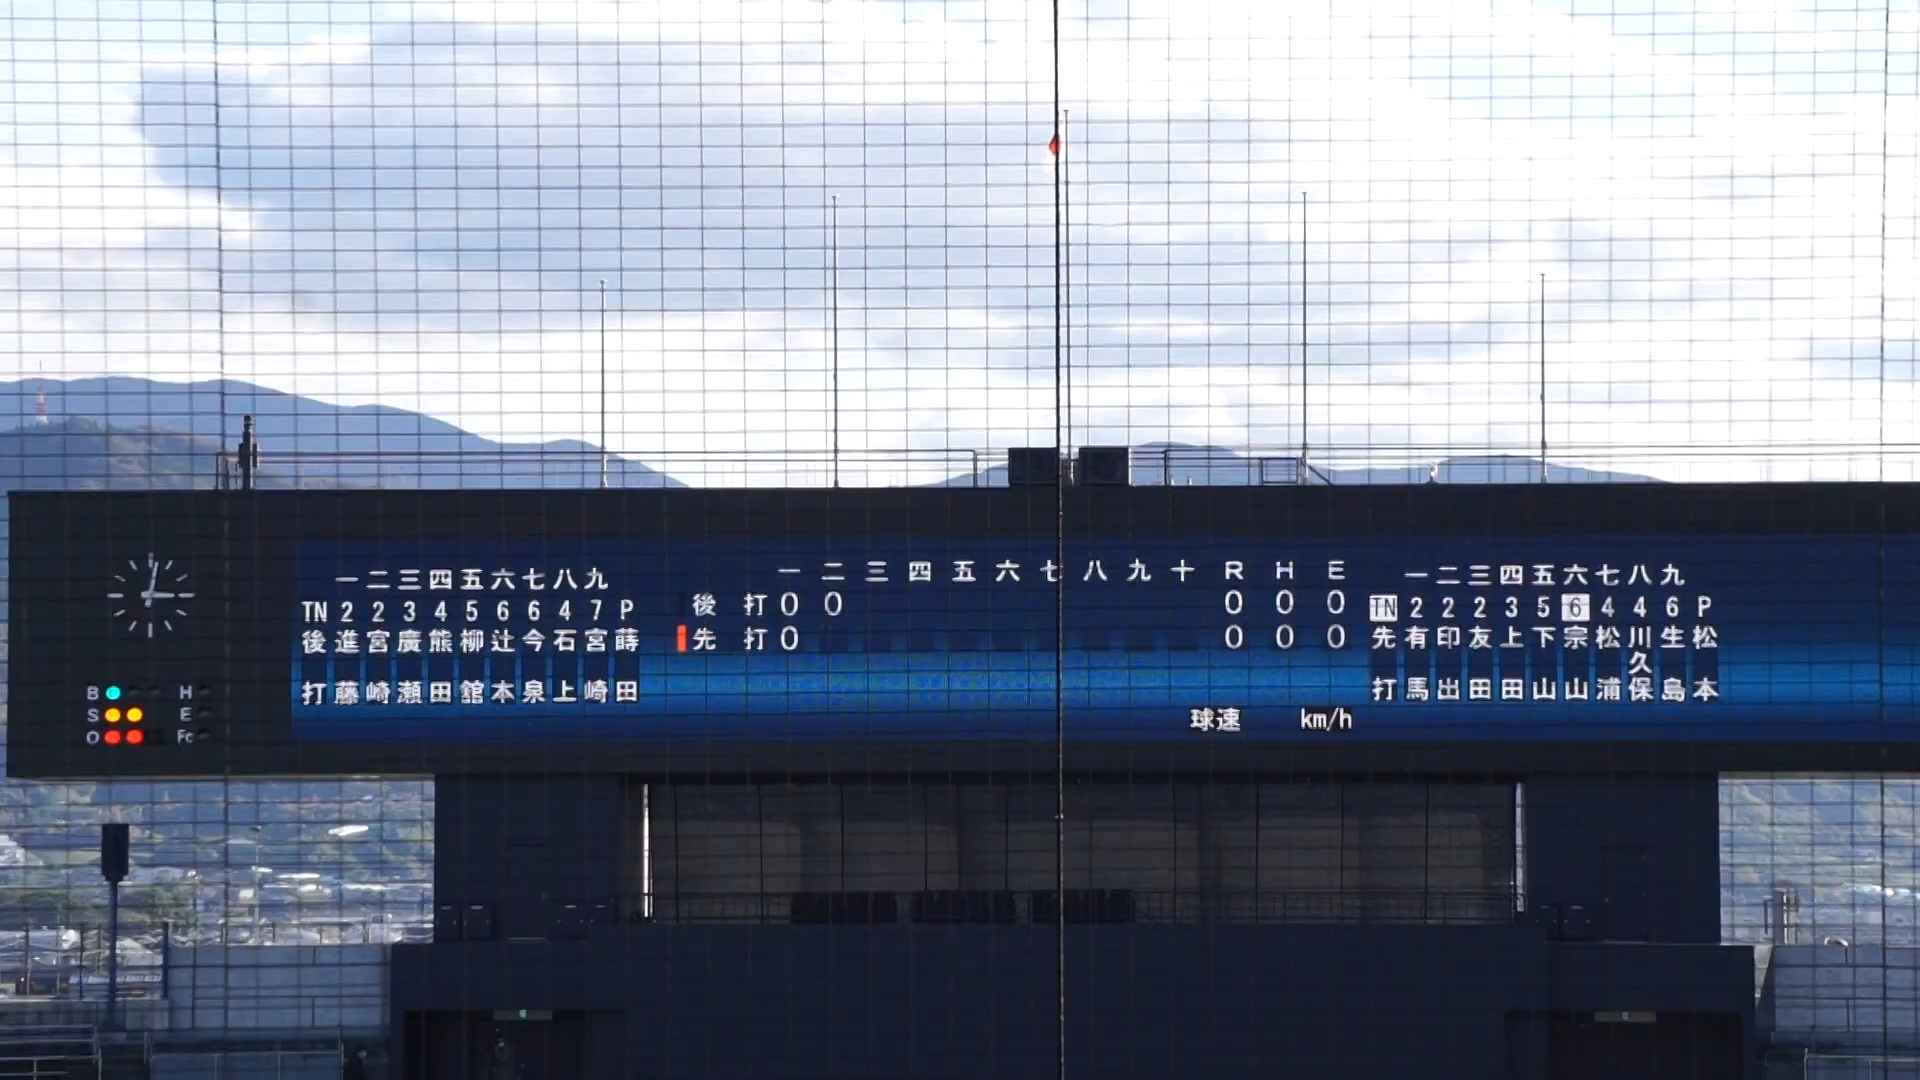 一二三四五六七八九
TN 2 2 3 4 5 6 6 4 7 P
後 進 宮 廣 熊 柳 辻 今 石 宮 蒔
打 藤 崎 瀬 田 舘 本 泉 上 崎 田
B H
S E
O Fc
一 二 三 四 五 六 七 八 九 十 R H E
後 打 0 0 0 0 0
先 打 0 0 0 0
球速 km/h
一二三四五六七八九
TN 2 2 2 3 5 6 4 4 6 P
先 有 印 友 上 下 宗 松 川 生 松
久
打 馬 出 田 田 山 山 浦 保 島 本